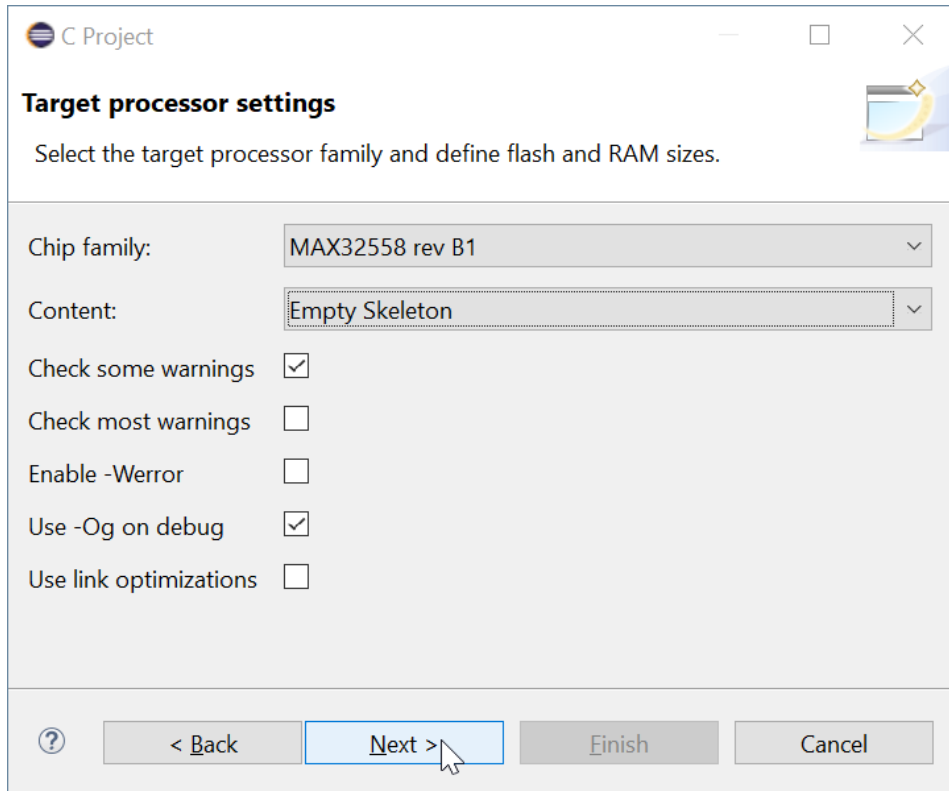 C Project
Target processor settings
Select the target processor family and define flash and RAM sizes.
Chip family: MAX32558 rev B1
Content: Empty Skeleton
Check some warnings
Check most warnings
Enable -Werror
Use -Og on debug
Use link optimizations
? < Back Next > Finish Cancel